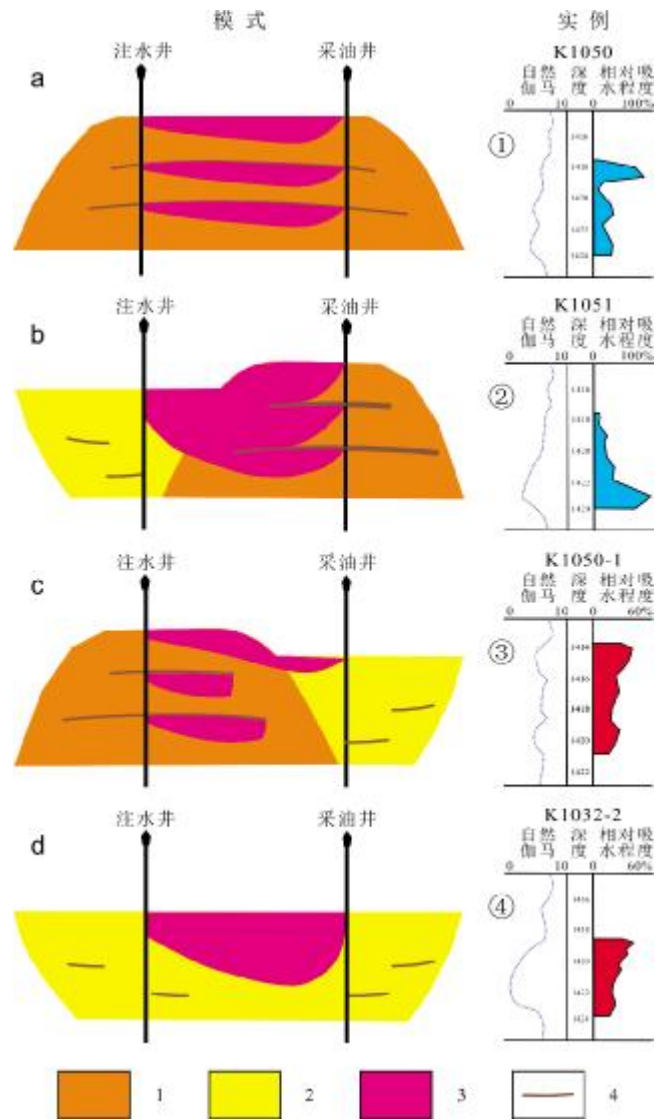 模式
实例
a
注水井
采油井
K1050
自然 深 相对吸
伽马 度 水程度
0 10 0 100%
①
b
注水井
采油井
K1051
自然 深 相对吸
伽马 度 水程度
0 10 0 100%
②
c
注水井
采油井
K1050-1
自然 深 相对吸
伽马 度 水程度
0 10 0 60%
③
1414
1416
1418
1420
1422
d
注水井
采油井
K1032-2
自然 深 相对吸
伽马 度 水程度
0 10 0 60%
④
1 2 3 4